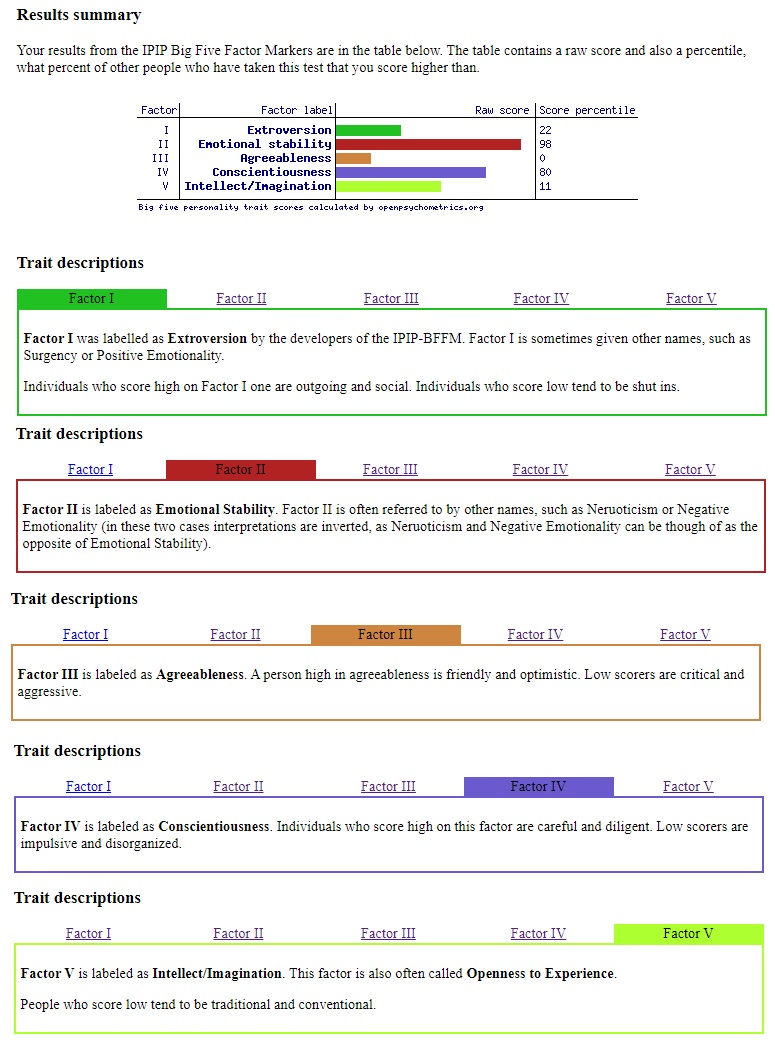 Results summary
Your results from the IPIP Big Five Factor Markers are in the table below. The table contains a raw score and also a percentile,
what percent of other people who have taken this test that you score higher than.
Factor Factor label Raw score Score percentile
I Extroversion 22
II Emotional stability 98
III Agreeableness 0
IV Conscientiousness 80
V Intellect/Imagination 11
Big five personality trait scores calculated by openpsychometrics.org
Trait descriptions
Factor I Factor II Factor III Factor IV Factor V
Factor I was labelled as Extroversion by the developers of the IPIP-BFFM. Factor I is sometimes given other names, such as
Surgency or Positive Emotionality.
Individuals who score high on Factor I one are outgoing and social. Individuals who score low tend to be shut ins.
Trait descriptions
Factor I Factor II Factor III Factor IV Factor V
Factor II is labeled as Emotional Stability. Factor II is often referred to by other names, such as Neruoticism or Negative
Emotionality (in these two cases interpretations are inverted, as Neruoticism and Negative Emotionality can be though of as the
opposite of Emotional Stability).
Trait descriptions
Factor I Factor II Factor III Factor IV Factor V
Factor III is labeled as Agreeableness. A person high in agreeableness is friendly and optimistic. Low scorers are critical and
aggressive.
Trait descriptions
Factor I Factor II Factor III Factor IV Factor V
Factor IV is labeled as Conscientiousness. Individuals who score high on this factor are careful and diligent. Low scorers are
impulsive and disorganized.
Trait descriptions
Factor I Factor II Factor III Factor IV Factor V
Factor V is labeled as Intellect/Imagination. This factor is also often called Openness to Experience.
People who score low tend to be traditional and conventional.